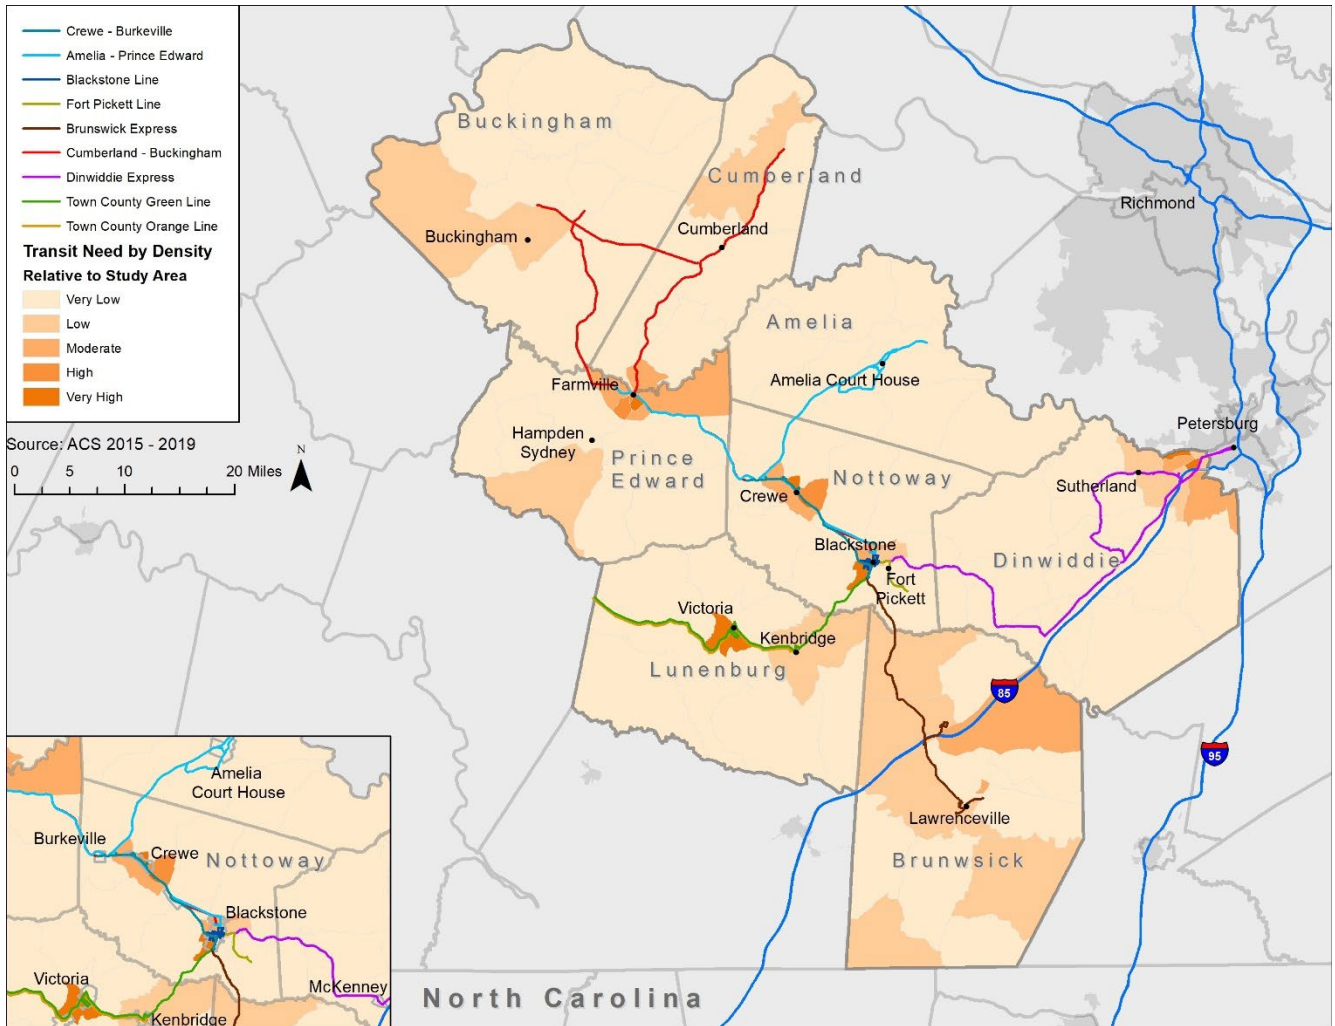 Crewe - Burkeville
Amelia - Prince Edward
Blackstone Line
Fort Pickett Line
Brunswick Express
Cumberland - Buckingham
Dinwiddie Express
Town County Green Line
Town County Orange Line
Transit Need by Density
Relative to Study Area
Very Low
Low
Moderate
High
Very High
Source: ACS 2015 - 2019
0 5 10 20 Miles
N
Buckingham
Cumberland
Richmond
Buckingham
Cumberland
Amelia
Amelia Court House
Farmville
Petersburg
Hampden
Sydney
Prince
Edward
Nottoway
Sutherland
Crewe
Blackstone
Dinwiddie
Fort
Pickett
Victoria
Kenbridge
Lunenburg
85
95
Lawrenceville
Brunwsick
North Carolina
Amelia
Court House
Burkeville
Crewe
Nottoway
Blackstone
Victoria
McKenney
Kenbridge